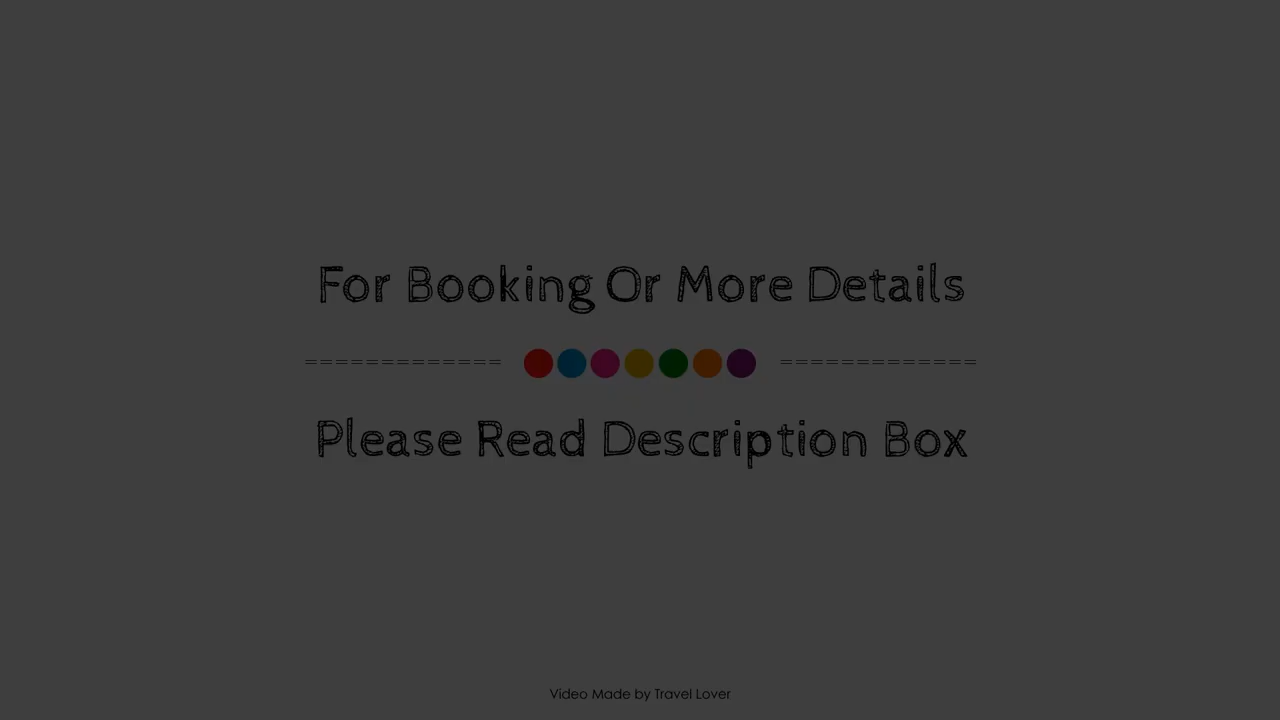 For Booking Or More Details
============= =============
Please Read Description Box
Video Made by Travel Lover